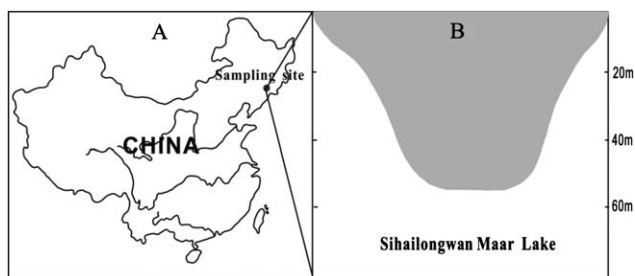 A
Sampling site
CHINA
B
20m
40m
60m
Sihailongwan Maar Lake